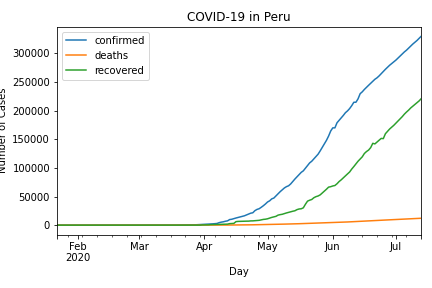 COVID-19 in Peru
confirmed
deaths
recovered
300000
250000
200000
150000
100000
50000
0
Number of Cases
Feb
2020
Mar
Apr
May
Jun
Jul
Day